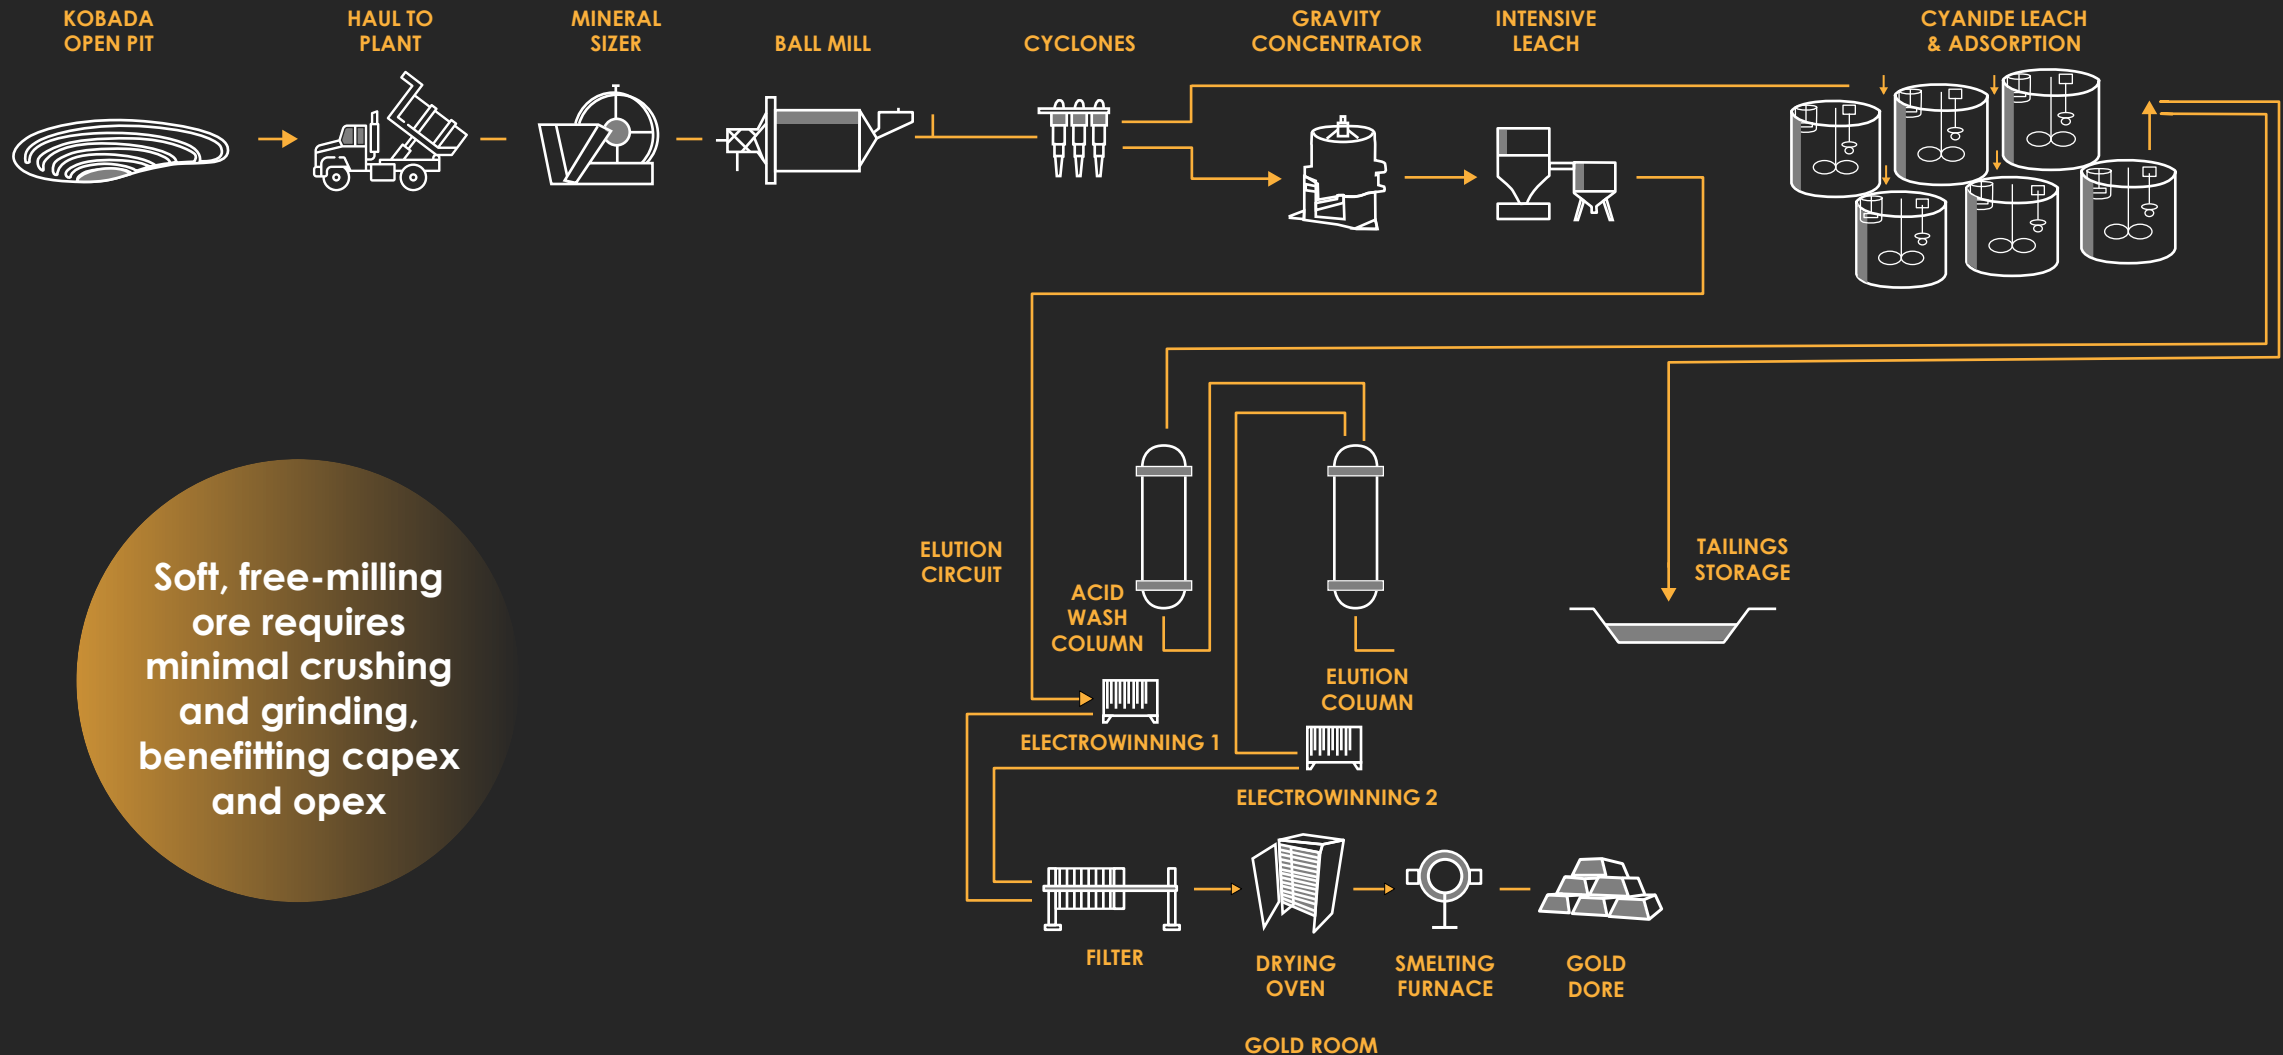 KOBADA
OPEN PIT
HAUL TO
PLANT
MINERAL
SIZER
BALL MILL
CYCLONES
GRAVITY
CONCENTRATOR
INTENSIVE
LEACH
CYANIDE LEACH
& ADSORPTION
Soft, free-milling
ore requires
minimal crushing
and grinding,
benefitting capex
and opex
ELUTION
CIRCUIT
ACID
WASH
COLUMN
ELUTION
COLUMN
TAILINGS
STORAGE
ELECTROWINNING 1
ELECTROWINNING 2
FILTER
DRYING
OVEN
SMELTING
FURNACE
GOLD
DORE
GOLD ROOM